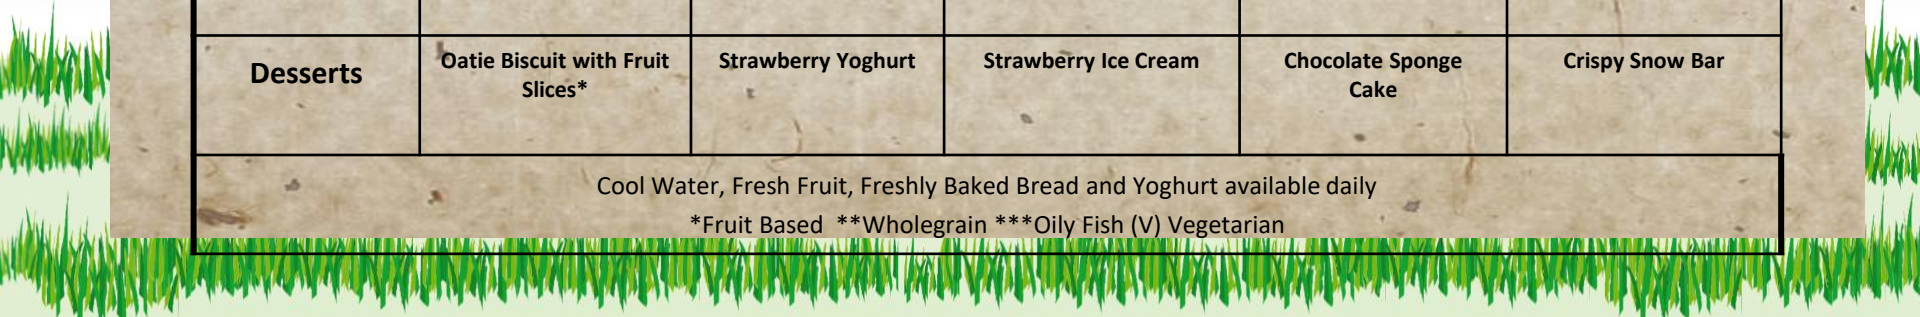 Desserts
Oatie Biscuit with Fruit
Slices*
Strawberry Yoghurt
Strawberry Ice Cream
Chocolate Sponge
Cake
Crispy Snow Bar
Cool Water, Fresh Fruit, Freshly Baked Bread and Yoghurt available daily
*Fruit Based  **Wholegrain ***Oily Fish (V) Vegetarian